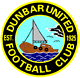 DUNBAR UNITED
EST. 1925
FOOTBALL CLUB